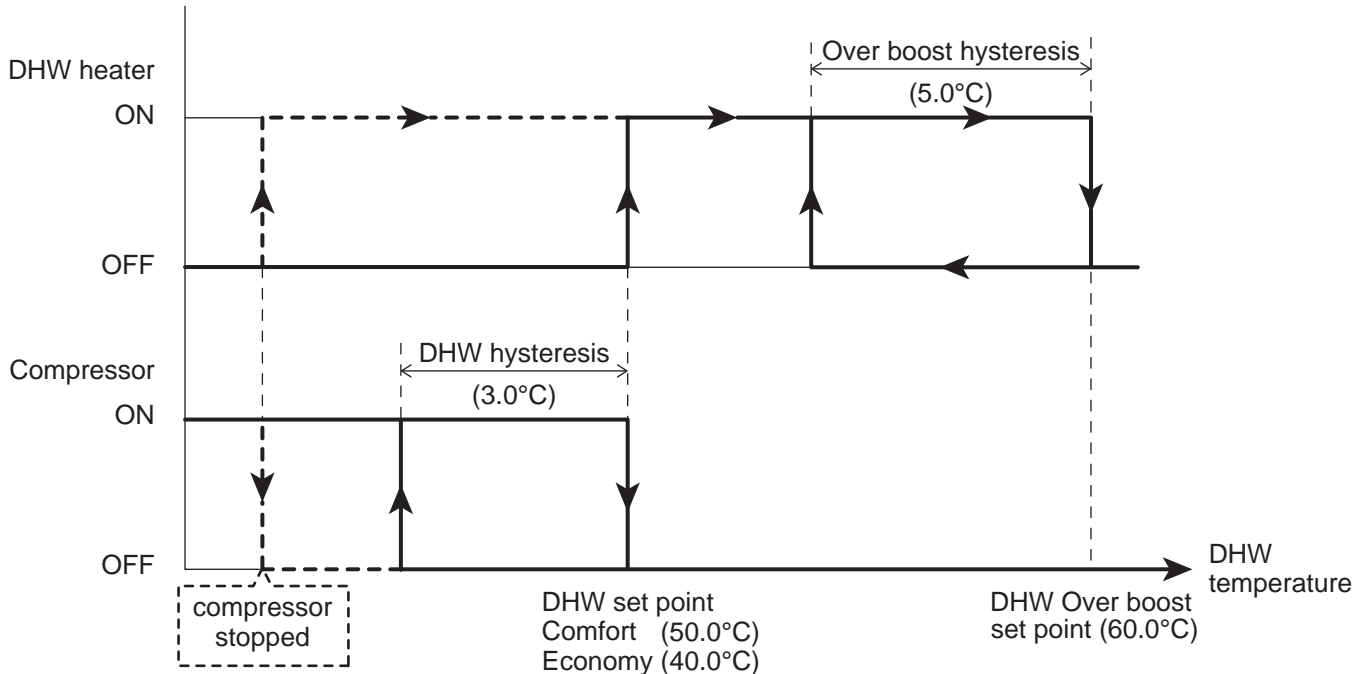 Over boost hysteresis
(5.0°C)
DHW heater
ON
OFF
DHW hysteresis
(3.0°C)
Compressor
ON
OFF
DHW
temperature
compressor
stopped
DHW set point
Comfort (50.0°C)
Economy (40.0°C)
DHW Over boost
set point (60.0°C)